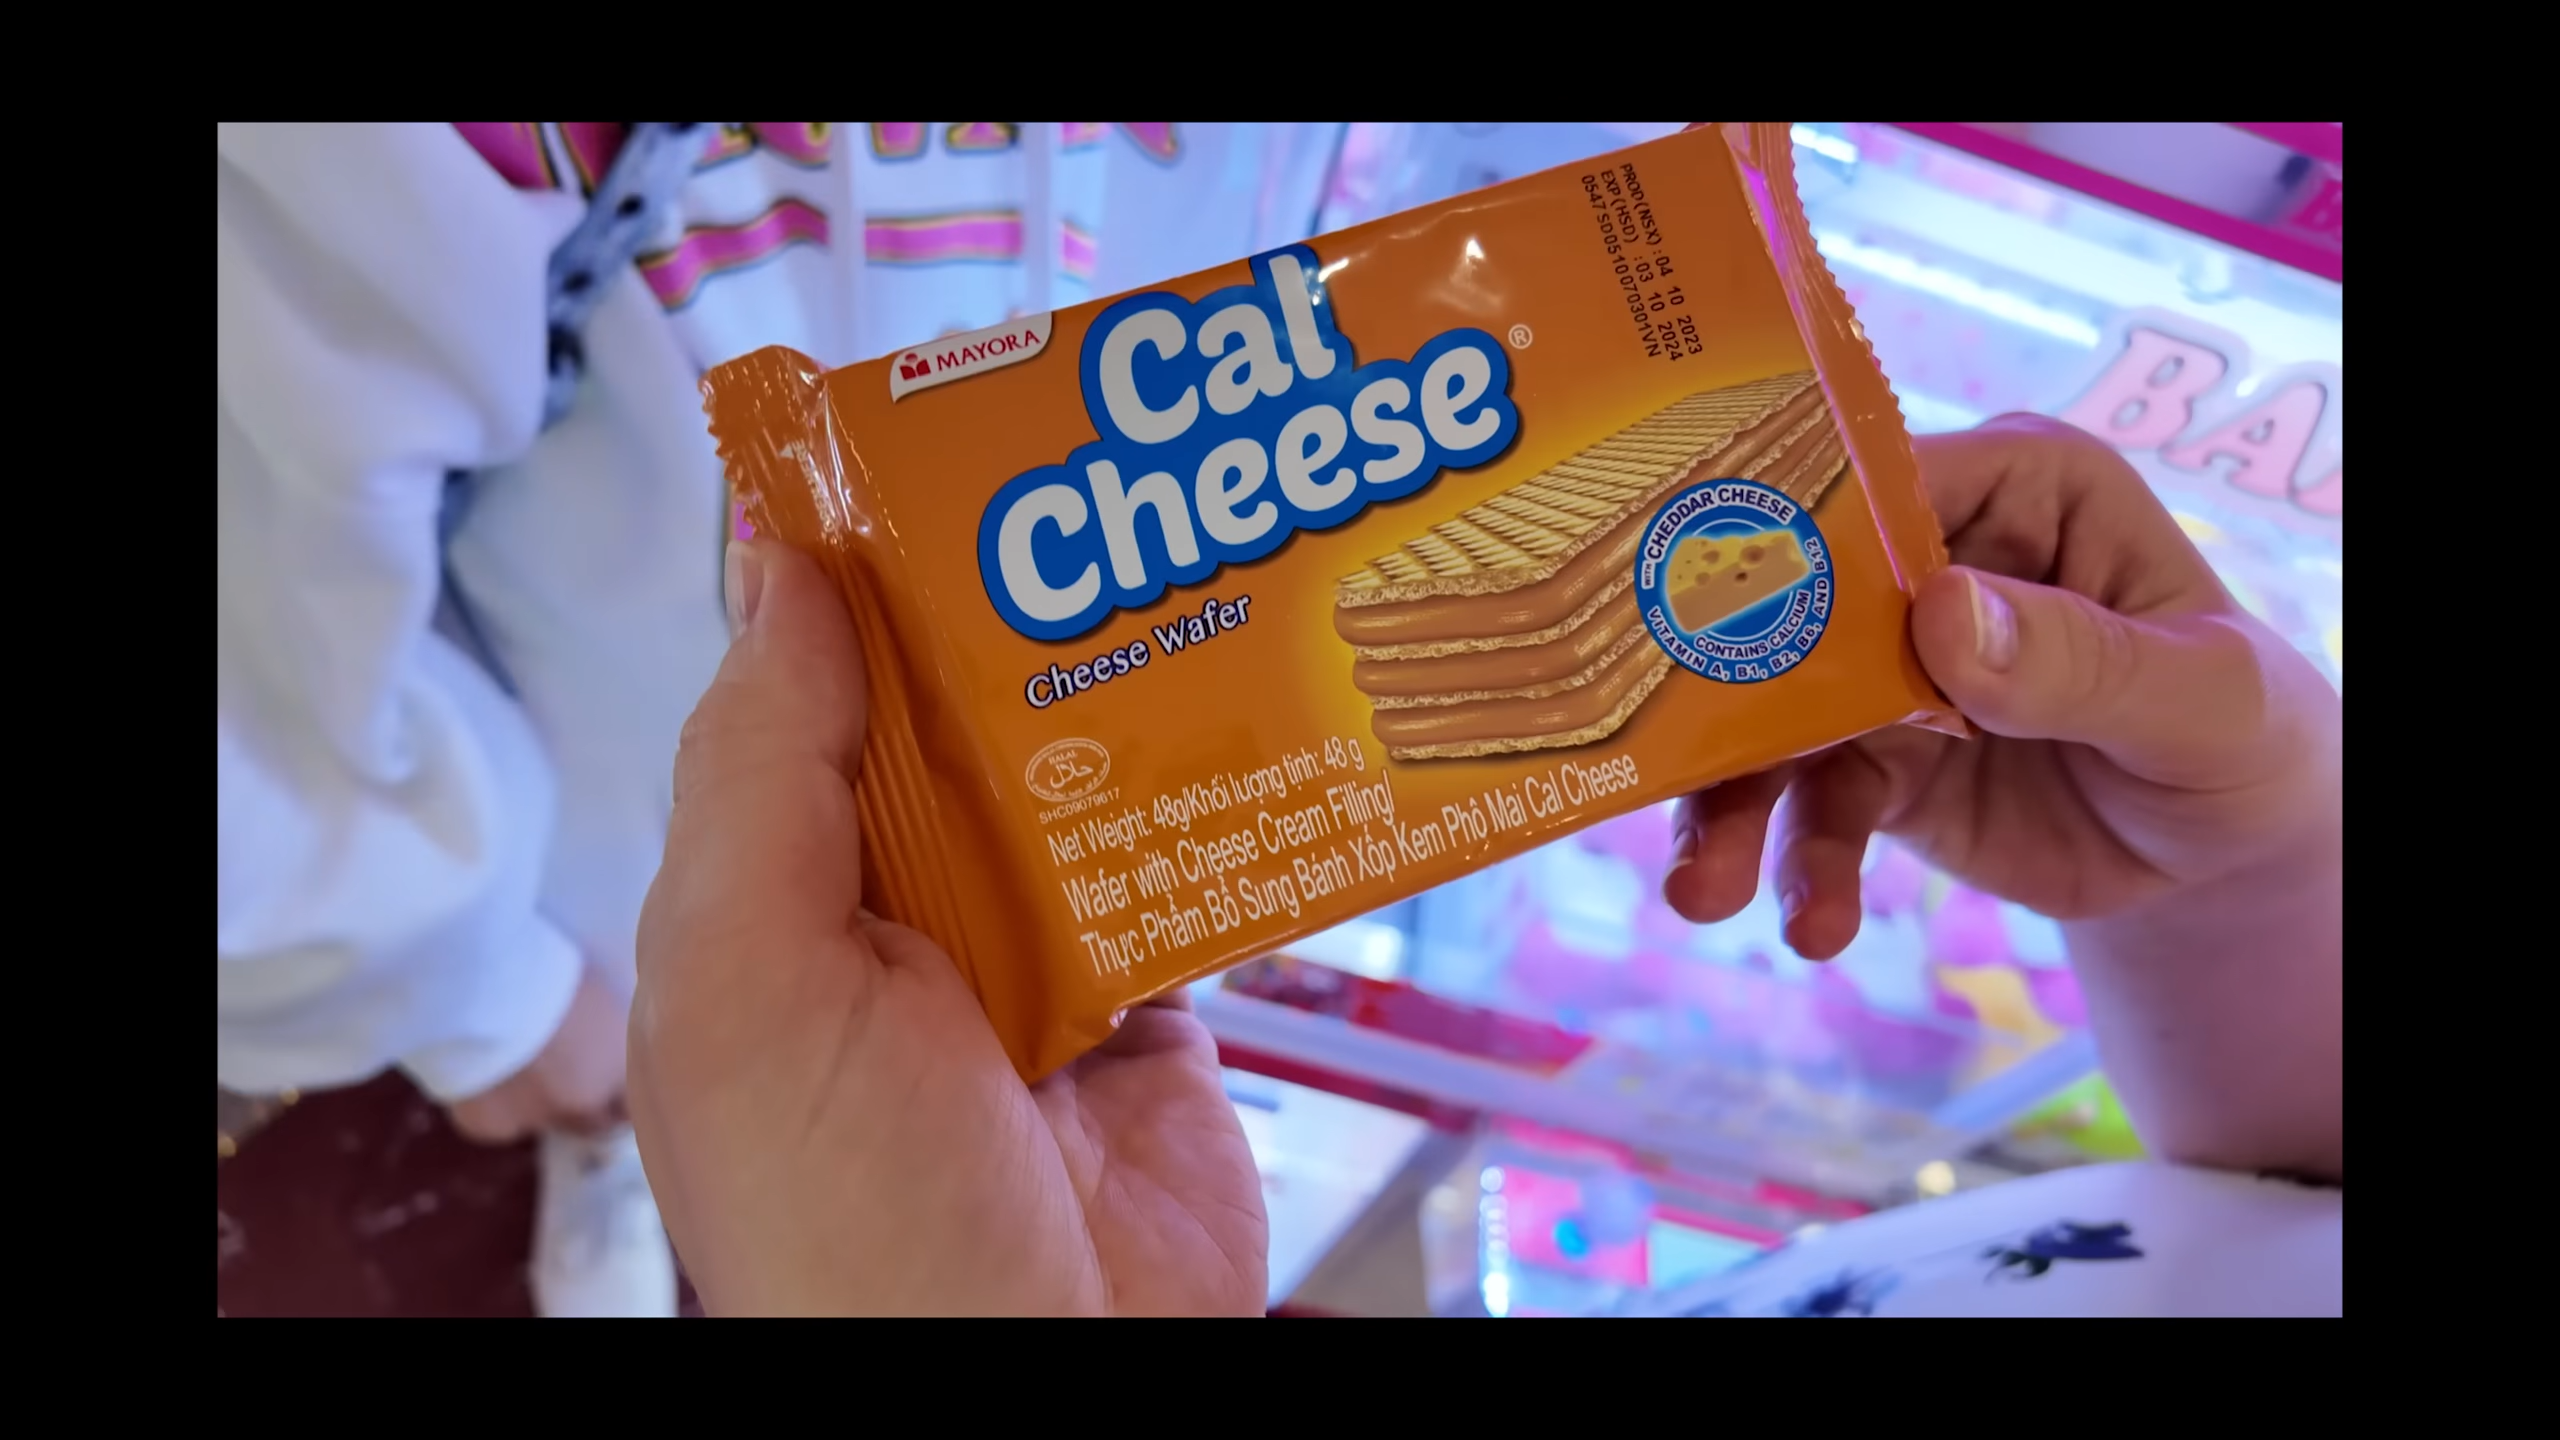 MAYORA
Cal
Cheese®
Cheese Wafer
PROD(NSX) : 04 10 2023
EXP(HSD) : 03 10 2024
0547SD0510070301VN
WITH CHEDDAR CHEESE
CONTAINS CALCIUM
VITAMIN A, B1, B2, B6, AND B12
HALAL
حلال
SHC09079617
Net Weight: 48g/Khối lượng tịnh: 48 g
Wafer with Cheese Cream Filling/
Thực Phẩm Bổ Sung Bánh Xốp Kem Phô Mai Cal Cheese